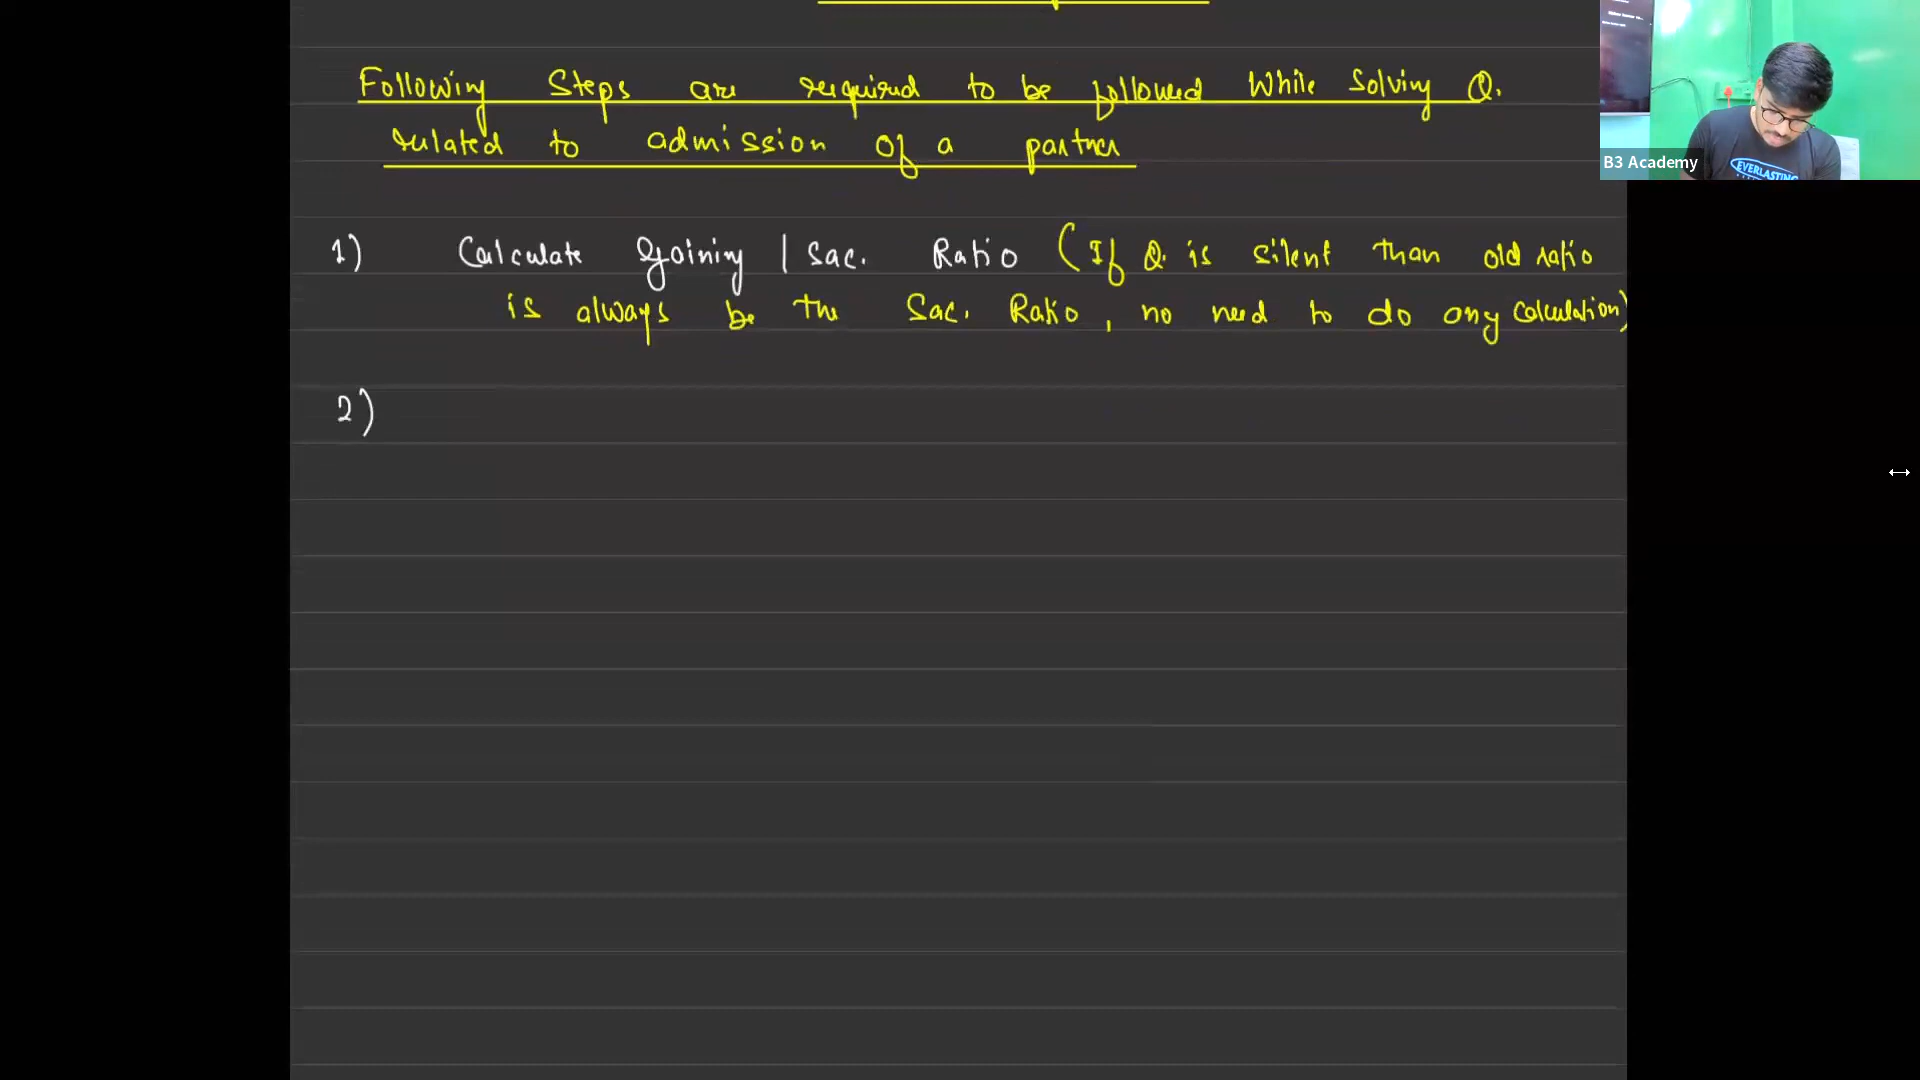 Following Steps are required to be followed While Solving Q.
related to admission of a partner
1) Calculate Gaining | Sac. Ratio (If Q. is silent than old ratio
is always be the Sac. Ratio, no need to do any calculation)
2)
B3 Academy
EVERLASTING